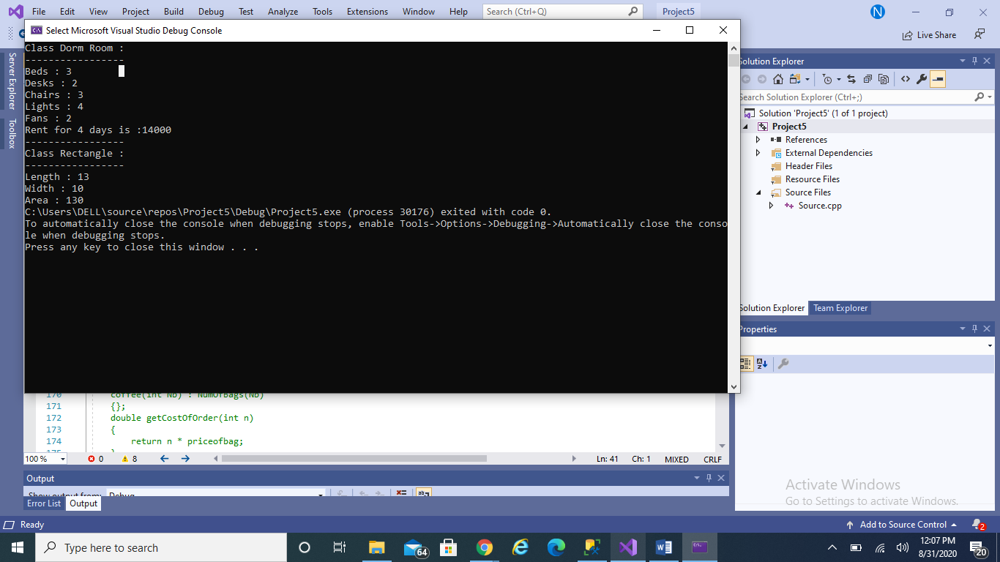 File Edit View Project Build Debug Test Analyze Tools Extensions Window Help Search (Ctrl+Q) Project5 N
Live Share
Select Microsoft Visual Studio Debug Console
Server Explorer
Toolbox
Class Dorm Room :
-----------------
Beds : 3
Desks : 2
Chairs : 3
Lights : 4
Fans : 2
Rent for 4 days is :14000
-----------------
Class Rectangle :
-----------------
Length : 13
Width : 10
Area : 130
C:\Users\DELL\source\repos\Project5\Debug\Project5.exe (process 30176) exited with code 0.
To automatically close the console when debugging stops, enable Tools->Options->Debugging->Automatically close the conso
le when debugging stops.
Press any key to close this window . . .
Solution Explorer
Search Solution Explorer (Ctrl+;)
Solution 'Project5' (1 of 1 project)
Project5
References
External Dependencies
Header Files
Resource Files
Source Files
Source.cpp
Solution Explorer Team Explorer
Properties
170 coffee(int Nb) : NumOfBags(Nb)
171 {};
172 double getCostOfOrder(int n)
173 {
174 return n * priceofbag;
175 }
100 % 0 8 Ln: 41 Ch: 1 MIXED CRLF
Output
Show output from: Debug
Error List Output
Activate Windows
Go to Settings to activate Windows.
Ready Add to Source Control 2
Type here to search 64 12:07 PM
8/31/2020 20